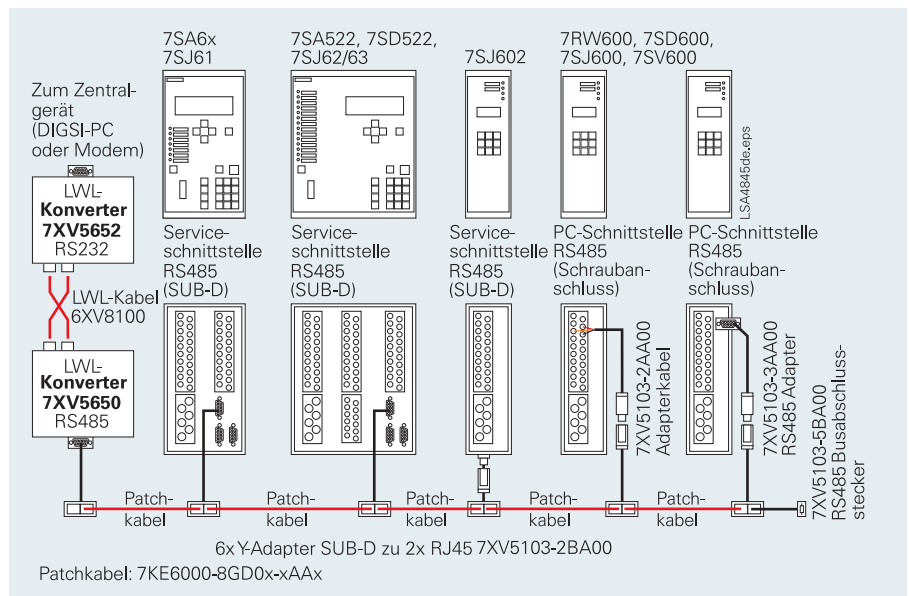 7SA6x
7SJ61
7SA522, 7SD522,
7SJ62/63
7SJ602
7RW600, 7SD600,
7SJ600, 7SV600
Zum Zentral-
gerät
(DIGSI-PC
oder Modem)
LWL-
Konverter
7XV5652
RS232
LWL-Kabel
6XV8100
LWL-
Konverter
7XV5650
RS485
LSA4845de.eps
Service-
schnittstelle
RS485
(SUB-D)
Service-
schnittstelle
RS485
(SUB-D)
Service-
schnittstelle
RS485
(SUB-D)
PC-Schnittstelle
RS485
(Schrauban-
schluss)
PC-Schnittstelle
RS485
(Schrauban-
schluss)
7XV5103-2AA00
Adapterkabel
7XV5103-3AA00
RS485 Adapter
7XV5103-5BA00
RS485 Busabschluss-
stecker
Patch-
kabel
Patch-
kabel
Patch-
kabel
Patch-
kabel
Patch-
kabel
6x Y-Adapter SUB-D zu 2x RJ45 7XV5103-2BA00
Patchkabel: 7KE6000-8GD0x-xAAx